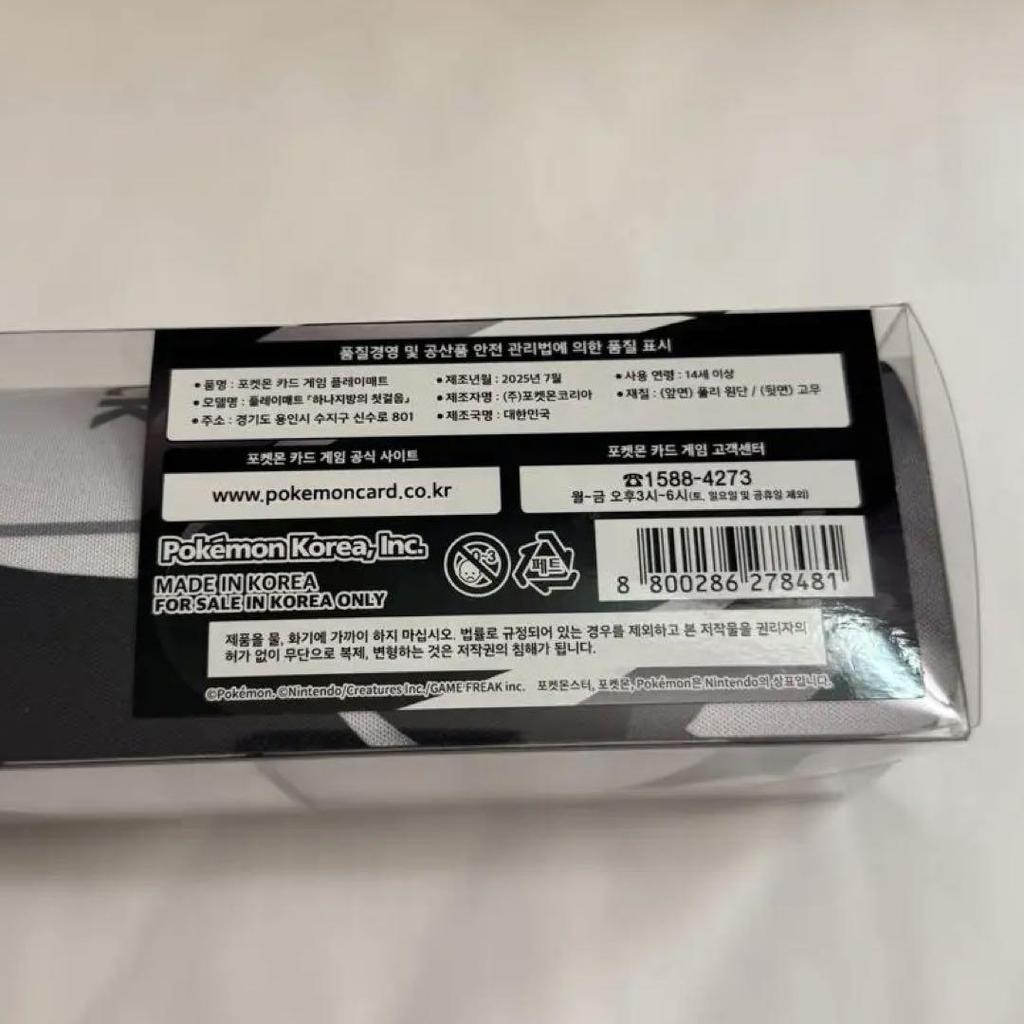 품질경영 및 공산품 안전 관리법에 의한 품질 표시
• 품명 : 포켓몬 카드 게임 플레이매트
• 모델명 : 플레이매트 「하나지방의 첫걸음」
• 주소 : 경기도 용인시 수지구 신수로 801
• 제조년월 : 2025년 7월
• 제조자명 : (주)포켓몬코리아
• 제조국명 : 대한민국
• 사용 연령 : 14세 이상
• 재질 : (앞면) 폴리 원단 / (뒷면) 고무
포켓몬 카드 게임 공식 사이트
www.pokemoncard.co.kr
포켓몬 카드 게임 고객센터
☎1588-4273
월~금 오후3시~6시(토, 일요일 및 공휴일 제외)
Pokémon Korea, Inc.
MADE IN KOREA
FOR SALE IN KOREA ONLY
0-3
페트
8 800286 278481
제품을 물, 화기에 가까이 하지 마십시오. 법률로 규정되어 있는 경우를 제외하고 본 저작물을 권리자의
허가 없이 무단으로 복제, 변형하는 것은 저작권의 침해가 됩니다.
©Pokémon. ©Nintendo/Creatures Inc./GAME FREAK inc. 포켓몬스터, 포켓몬, Pokémon은 Nintendo의 상표입니다.